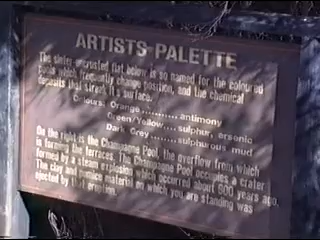 ARTISTS PALETTE
The sinter-encrusted flat below is so named for the coloured
pools which frequently change position, and the chemical
deposits that streak its surface.
Colours: Orange............antimony
Green/Yellow.....sulphur, arsenic
Dark Grey.......sulphurous mud
On the right is the Champagne Pool, the overflow from which
is forming the terraces. The Champagne Pool occupies a crater
formed by a steam explosion which occurred about 900 years ago.
The clay and pumice material on which you are standing was
ejected by that eruption.